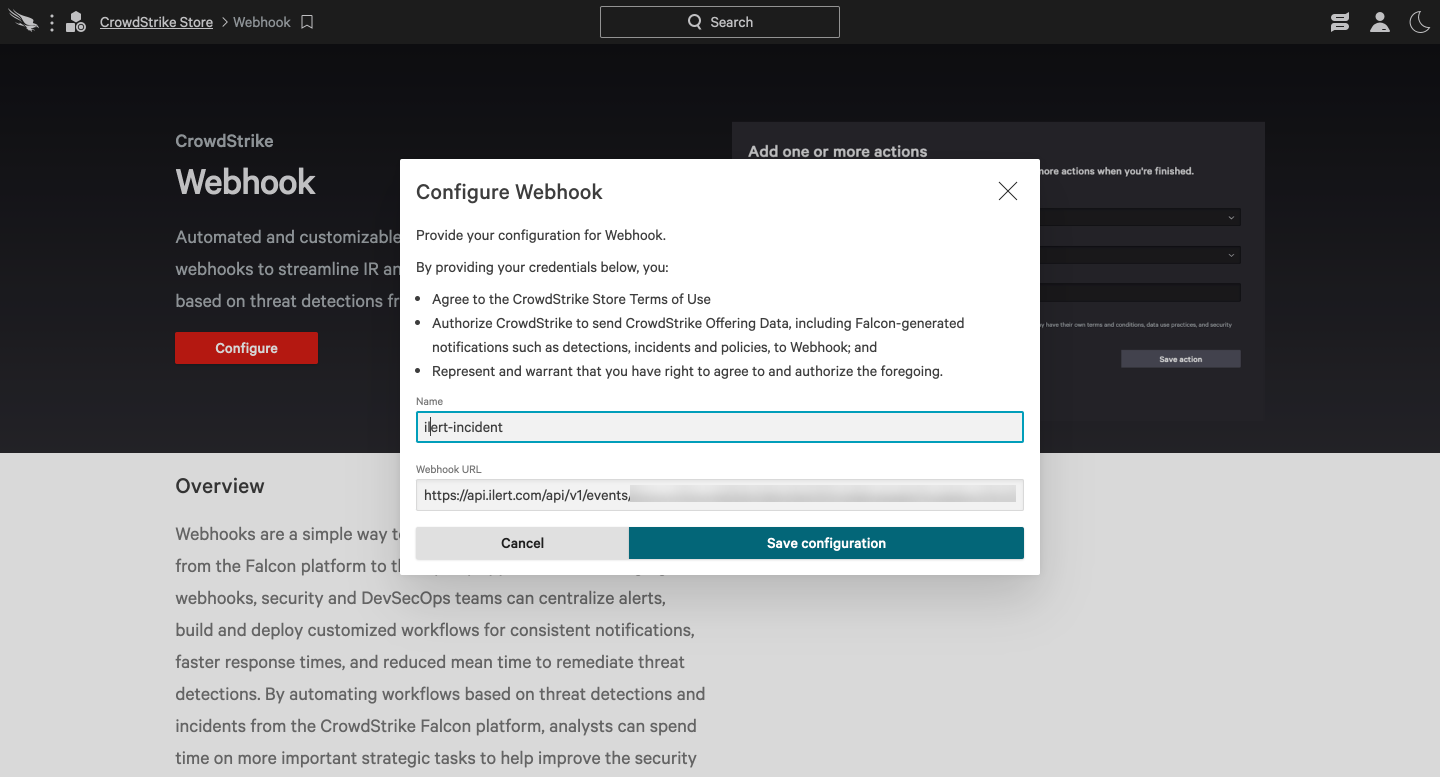 CrowdStrike Store > Webhook
Search
CrowdStrike
Webhook
Automated and customizable
webhooks to streamline IR
based on threat detections
Configure
Add one or more actions
more actions when you're finished.
may have their own terms and conditions, data use practices, and security
Save action
Configure Webhook
Provide your configuration for Webhook.
By providing your credentials below, you:
• Agree to the CrowdStrike Store Terms of Use
• Authorize CrowdStrike to send CrowdStrike Offering Data, including Falcon-generated
notifications such as detections, incidents and policies, to Webhook; and
• Represent and warrant that you have right to agree to and authorize the foregoing.
Name
ilert-incident
Webhook URL
https://api.ilert.com/api/v1/events/
Cancel
Save configuration
Overview
Webhooks are a simple way
from the Falcon platform to
webhooks, security and DevSecOps teams can centralize alerts,
build and deploy customized workflows for consistent notifications,
faster response times, and reduced mean time to remediate threat
detections. By automating workflows based on threat detections and
incidents from the CrowdStrike Falcon platform, analysts can spend
time on more important strategic tasks to help improve the security